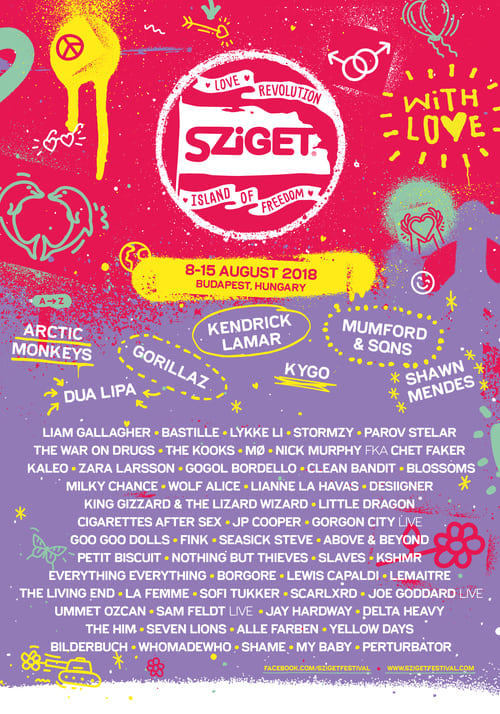 LOVE REVOLUTION
SZiGET
ISLAND OF FREEDOM
WiTH
LOVE
8-15 AUGUST 2018
BUDAPEST, HUNGARY
A→Z
ARCTIC
MONKEYS
GORILLAZ
KENDRICK
LAMAR
MUMFORD
& SONS
DUA LIPA
KYGO
SHAWN
MENDES
LIAM GALLAGHER • BASTILLE • LYKKE LI • STORMZY • PAROV STELAR
THE WAR ON DRUGS • THE KOOKS • MØ • NICK MURPHY FKA CHET FAKER
KALEO • ZARA LARSSON • GOGOL BORDELLO • CLEAN BANDIT • BLOSSOMS
MILKY CHANCE • WOLF ALICE • LIANNE LA HAVAS • DESIIGNER
KING GIZZARD & THE LIZARD WIZARD • LITTLE DRAGON
CIGARETTES AFTER SEX • JP COOPER • GORGON CITY LIVE
GOO GOO DOLLS • FINK • SEASICK STEVE • ABOVE & BEYOND
PETIT BISCUIT • NOTHING BUT THIEVES • SLAVES • KSHMR
EVERYTHING EVERYTHING • BORGORE • LEWIS CAPALDI • LEMAITRE
THE LIVING END • LA FEMME • SOFI TUKKER • SCARLXRD • JOE GODDARD LIVE
UMMET OZCAN • SAM FELDT LIVE • JAY HARDWAY • DELTA HEAVY
THE HIM • SEVEN LIONS • ALLE FARBEN • YELLOW DAYS
BILDERBUCH • WHOMADEWHO • SHAME • MY BABY • PERTURBATOR
FACEBOOK.COM/SZIGETFESTIVAL • WWW.SZIGETFESTIVAL.COM